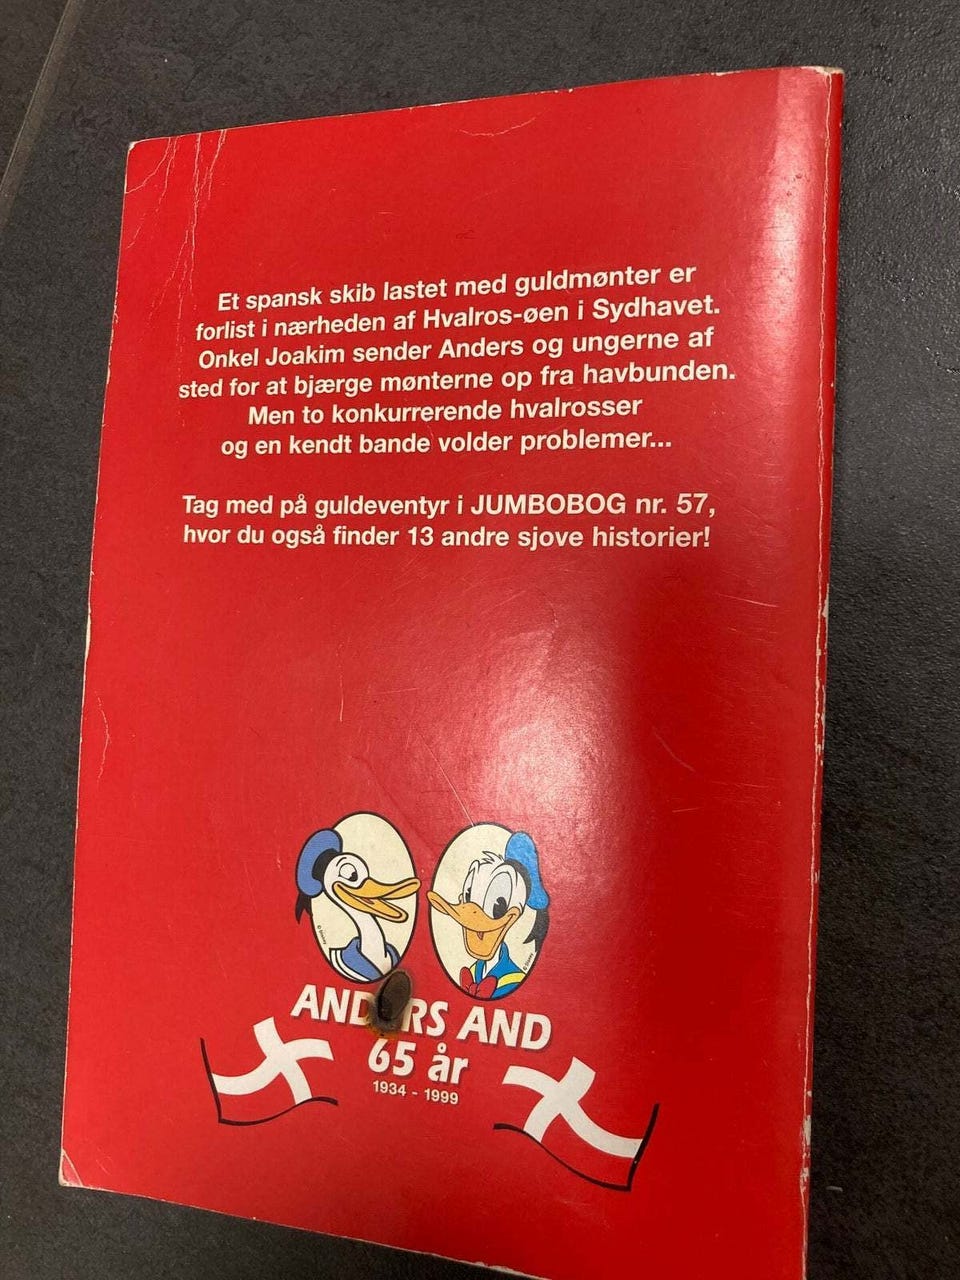 Et spansk skib lastet med guldmønter er
forlist i nærheden af Hvalros-øen i Sydhavet.
Onkel Joakim sender Anders og ungerne af
sted for at bjærge mønterne op fra havbunden.
Men to konkurrerende hvalrosser
og en kendt bande volder problemer...
Tag med på guldeventyr i JUMBOBOG nr. 57,
hvor du også finder 13 andre sjove historier!
© Disney
© Disney
ANDERS AND
65 år
1934 - 1999